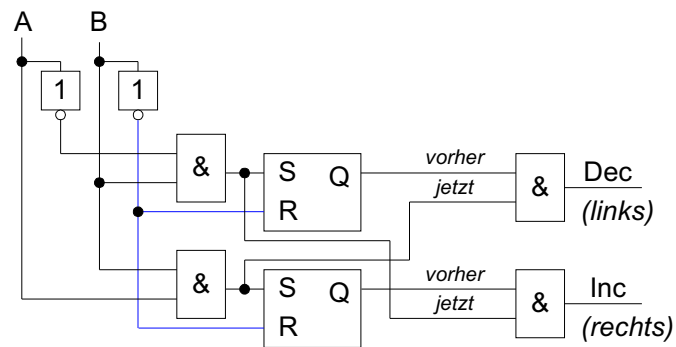 A B
1 1
& S Q vorher & Dec
R jetzt (links)
& S Q vorher & Inc
R jetzt (rechts)